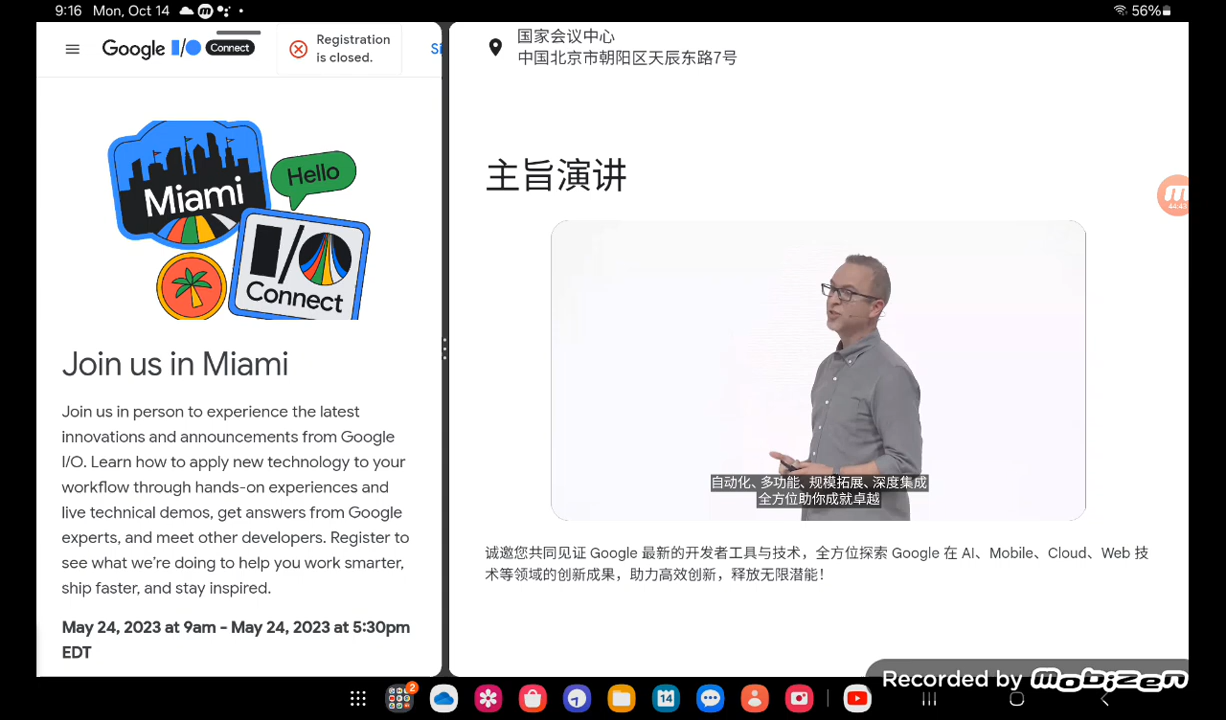 9:16 Mon, Oct 14
56%
Google I/O Connect
Registration
is closed.
Si
Miami
Hello
I/O
Connect
Join us in Miami
Join us in person to experience the latest
innovations and announcements from Google
I/O. Learn how to apply new technology to your
workflow through hands-on experiences and
live technical demos, get answers from Google
experts, and meet other developers. Register to
see what we're doing to help you work smarter,
ship faster, and stay inspired.
May 24, 2023 at 9am - May 24, 2023 at 5:30pm
EDT
国家会议中心
中国北京市朝阳区天辰东路7号
主旨演讲
44:43
自动化、多功能、规模拓展、深度集成
全方位助你成就卓越
诚邀您共同见证 Google 最新的开发者工具与技术，全方位探索 Google 在 AI、Mobile、Cloud、Web 技
术等领域的创新成果，助力高效创新，释放无限潜能！
Recorded by mobizen
2
14